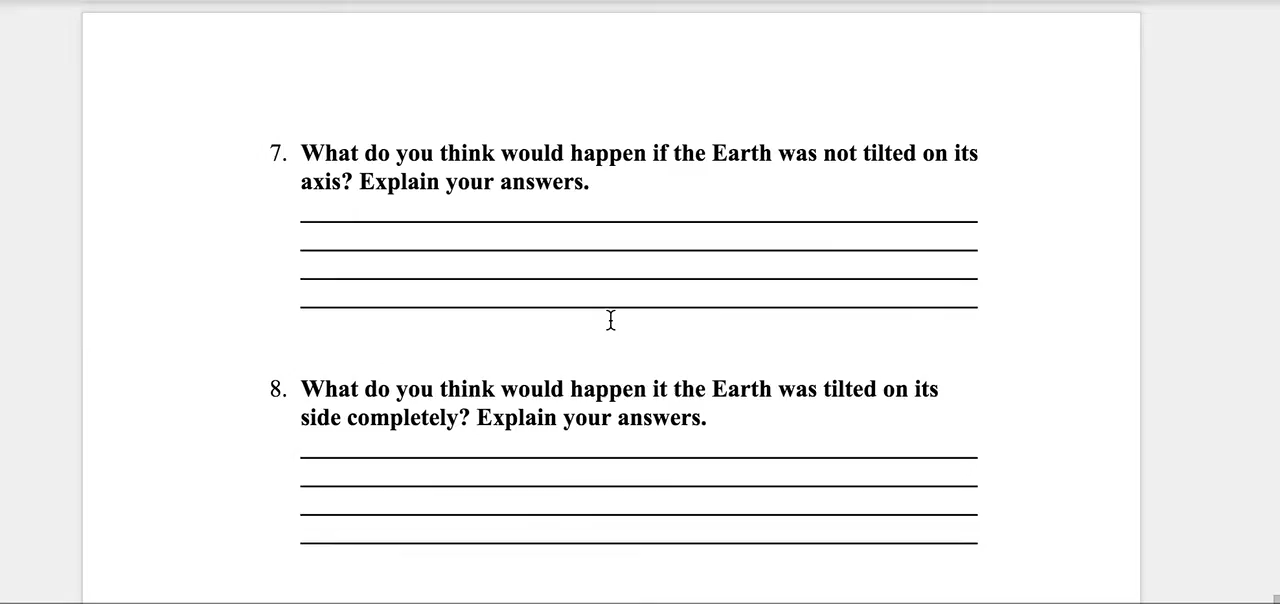 7. What do you think would happen if the Earth was not tilted on its
axis? Explain your answers.
8. What do you think would happen it the Earth was tilted on its
side completely? Explain your answers.